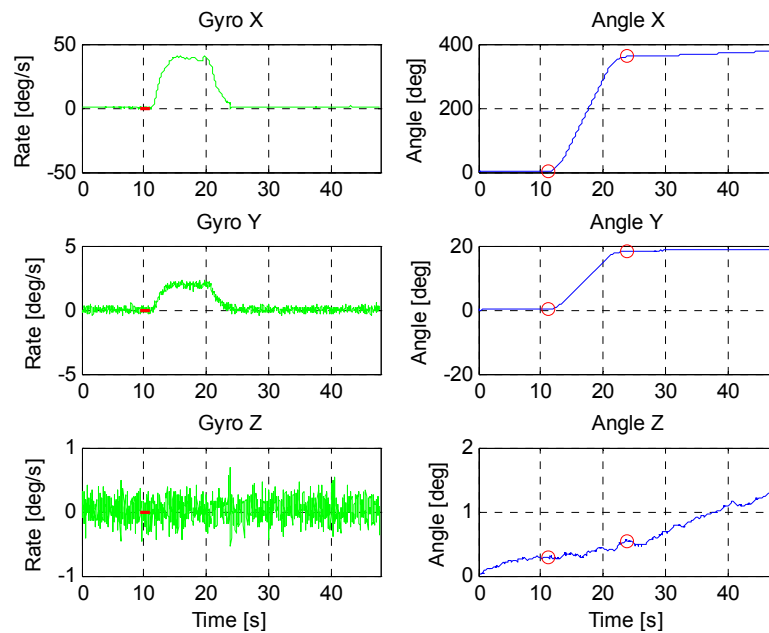 Gyro X
Angle X
50
0
-50
Rate [deg/s]
0 10 20 30 40
400
200
0
Angle [deg]
0 10 20 30 40
Gyro Y
Angle Y
5
0
-5
Rate [deg/s]
0 10 20 30 40
20
0
-20
Angle [deg]
0 10 20 30 40
Gyro Z
Angle Z
1
0
-1
Rate [deg/s]
0 10 20 30 40
Time [s]
2
1
0
Angle [deg]
0 10 20 30 40
Time [s]